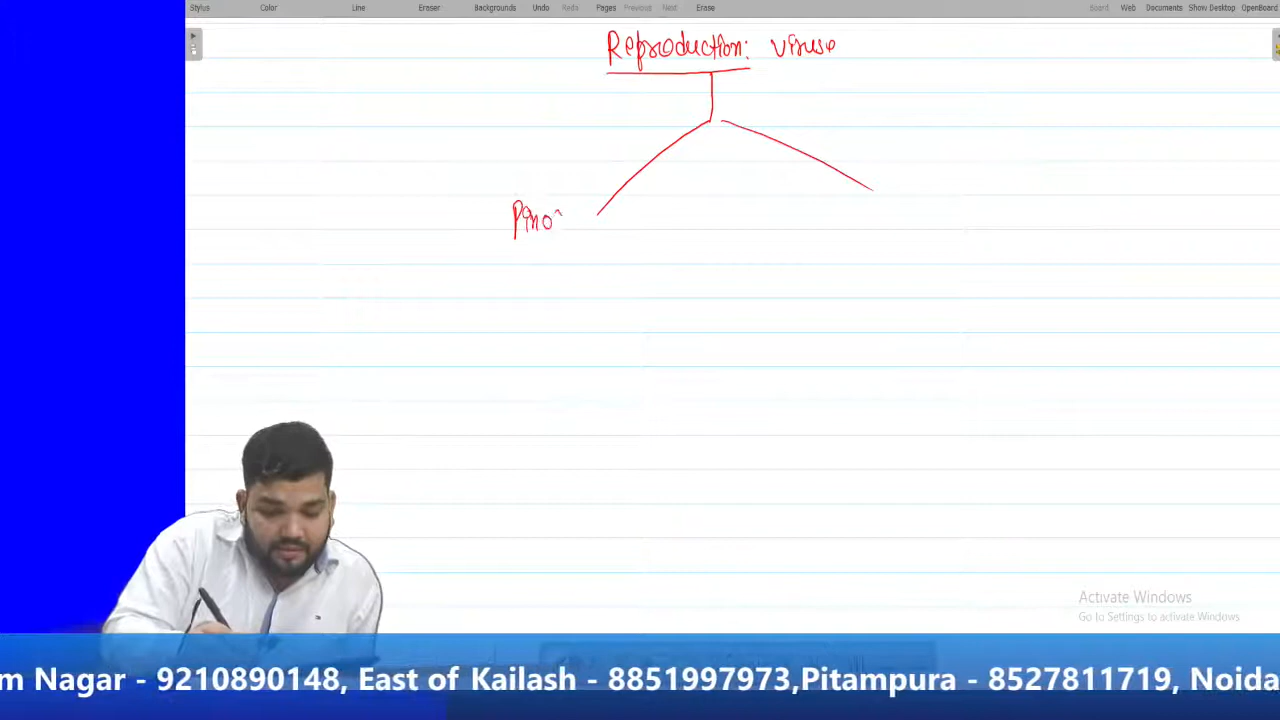 Stylus Color Line Eraser Backgrounds Undo Redo Pages Previous Next Erase Board Web Documents Show Desktop OpenBoard
Reproduction: viruse
Pino
Activate Windows
Go to Settings to activate Windows
m Nagar - 9210890148, East of Kailash - 8851997973,Pitampura - 8527811719, Noida